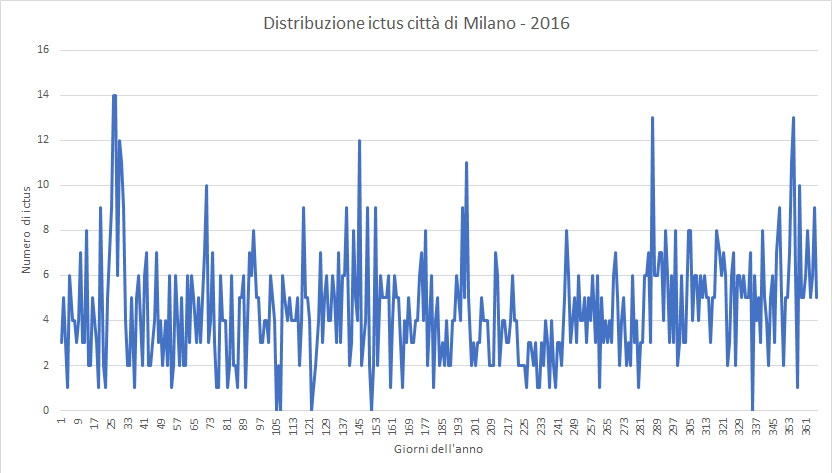 Distribuzione ictus città di Milano - 2016
16
14
12
10
8
6
4
2
0
Numero di ictus
1 9 17 25 33 41 49 57 65 73 81 89 97 105 113 121 129 137 145 153 161 169 177 185 193 201 209 217 225 233 241 249 257 265 273 281 289 297 305 313 321 329 337 345 353 361
Giorni dell'anno